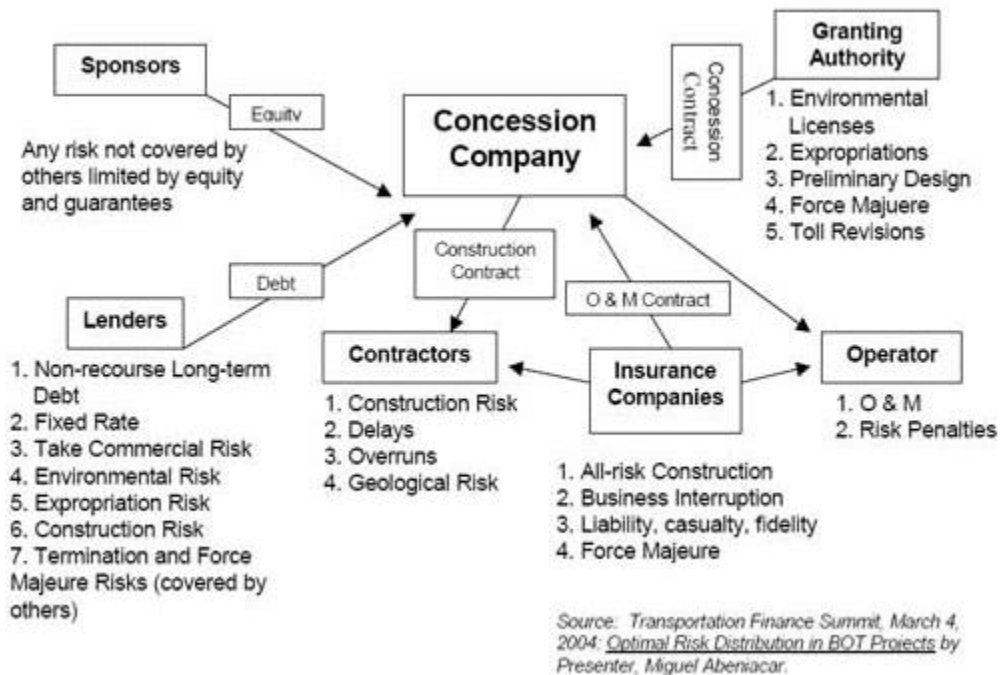 Sponsors
Equity
Any risk not covered by
others limited by equity
and guarantees
Concession
Company
Concession
Contract
Granting
Authority
1. Environmental
Licenses
2. Expropriations
3. Preliminary Design
4. Force Majuere
5. Toll Revisions
Debt
Construction
Contract
O & M Contract
Lenders
1. Non-recourse Long-term
Debt
2. Fixed Rate
3. Take Commercial Risk
4. Environmental Risk
5. Expropriation Risk
6. Construction Risk
7. Termination and Force
Majeure Risks (covered by
others)
Contractors
1. Construction Risk
2. Delays
3. Overruns
4. Geological Risk
Insurance
Companies
1. All-risk Construction
2. Business Interruption
3. Liability, casualty, fidelity
4. Force Majeure
Operator
1. O & M
2. Risk Penalties
Source: Transportation Finance Summit, March 4,
2004: Optimal Risk Distribution in BOT Projects by
Presenter, Miguel Abeniacar.